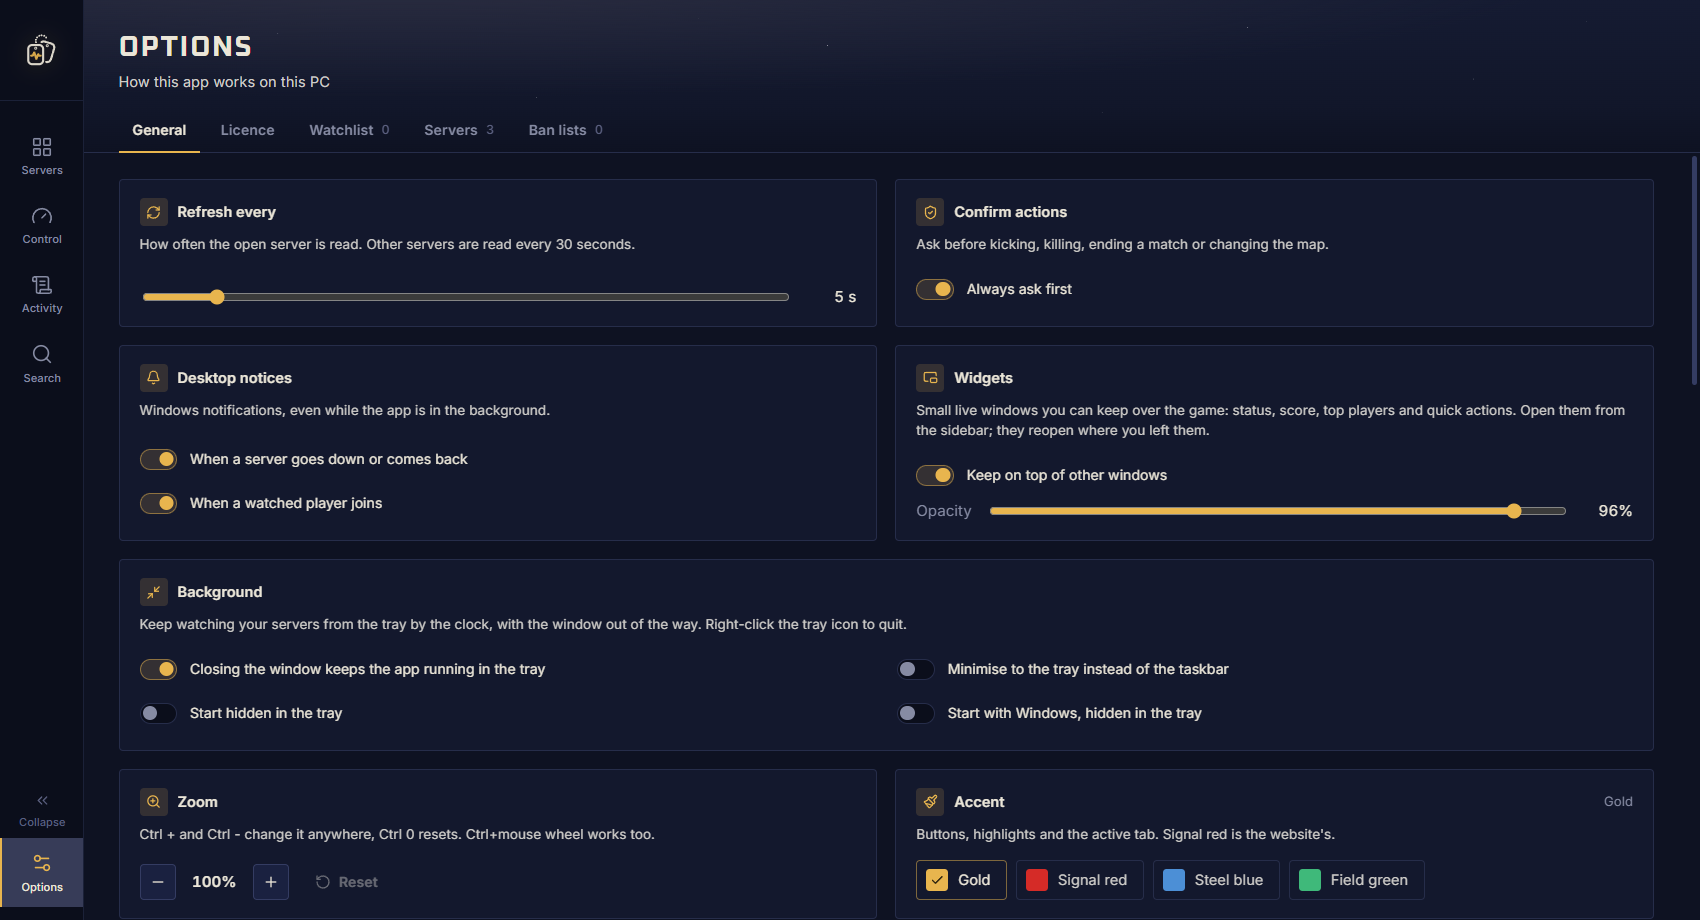 OPTIONS
How this app works on this PC
General
Licence
Watchlist 0
Servers 3
Ban lists 0
Servers
Control
Activity
Search
Collapse
Options
Refresh every
How often the open server is read. Other servers are read every 30 seconds.
5 s
Confirm actions
Ask before kicking, killing, ending a match or changing the map.
Always ask first
Desktop notices
Windows notifications, even while the app is in the background.
When a server goes down or comes back
When a watched player joins
Widgets
Small live windows you can keep over the game: status, score, top players and quick actions. Open them from
the sidebar; they reopen where you left them.
Keep on top of other windows
Opacity
96%
Background
Keep watching your servers from the tray by the clock, with the window out of the way. Right-click the tray icon to quit.
Closing the window keeps the app running in the tray
Minimise to the tray instead of the taskbar
Start hidden in the tray
Start with Windows, hidden in the tray
Zoom
Ctrl + and Ctrl - change it anywhere, Ctrl 0 resets. Ctrl+mouse wheel works too.
− 100% + Reset
Accent
Gold
Buttons, highlights and the active tab. Signal red is the website's.
Gold
Signal red
Steel blue
Field green